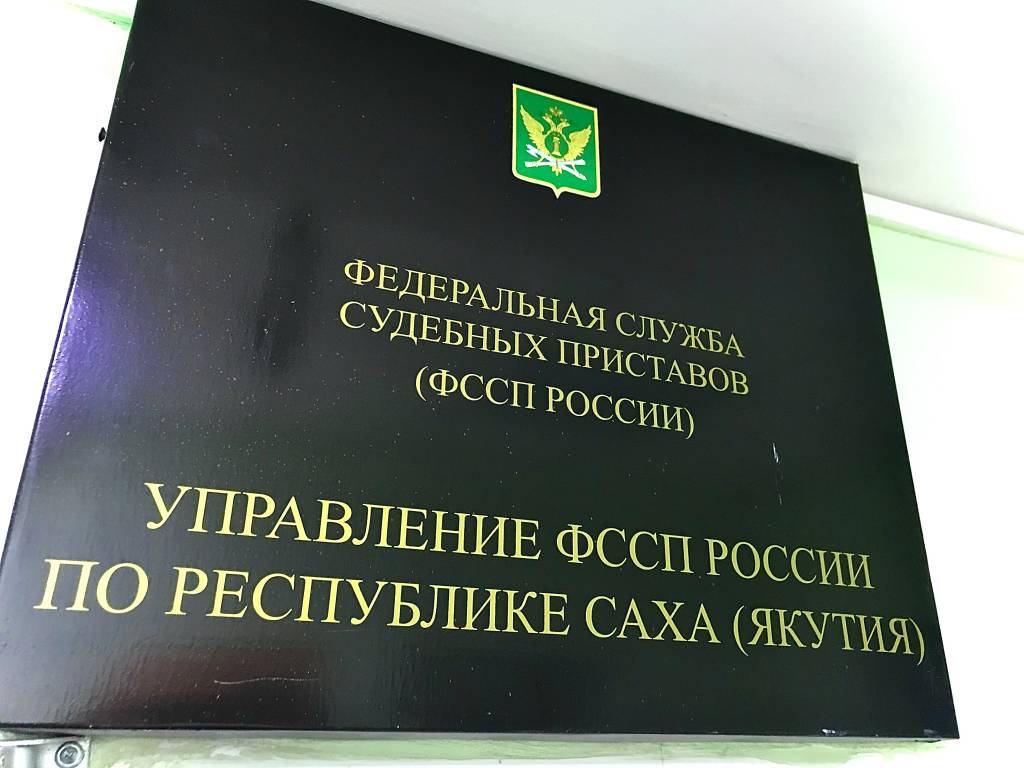 ФЕДЕРАЛЬНАЯ СЛУЖБА
СУДЕБНЫХ ПРИСТАВОВ
(ФССП РОССИИ)
УПРАВЛЕНИЕ ФССП РОССИИ
ПО РЕСПУБЛИКЕ САХА (ЯКУТИЯ)